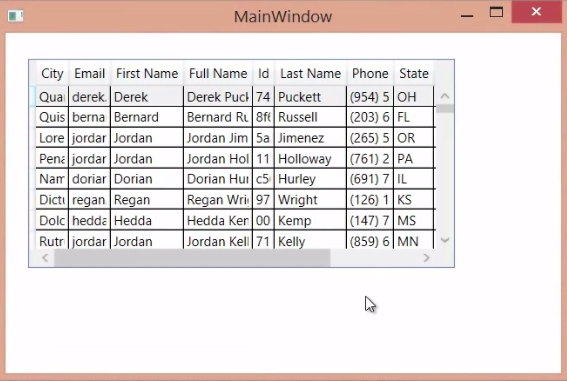 MainWindow
City Email First Name Full Name Id Last Name Phone State
Qua derek. Derek Derek Puck 74 Puckett (954) 5 OH
Quis berna Bernard Bernard Ru 8f6 Russell (203) 6 FL
Lore jordar Jordan Jordan Jim 5a Jimenez (265) 5 OR
Pena jordar Jordan Jordan Hol 11 Holloway (761) 2 PA
Nam dorian Dorian Dorian Hur c5 Hurley (691) 7 IL
Dictu regan Regan Regan Wrig 97 Wright (126) 1 KS
Dolc hedda Hedda Hedda Kem 00 Kemp (147) 7 MS
Rutr jordar Jordan Jordan Kell 71 Kelly (859) 6 MN